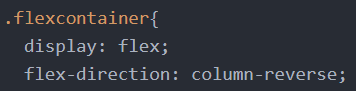 .flexcontainer{
display: flex;
flex-direction: column-reverse;